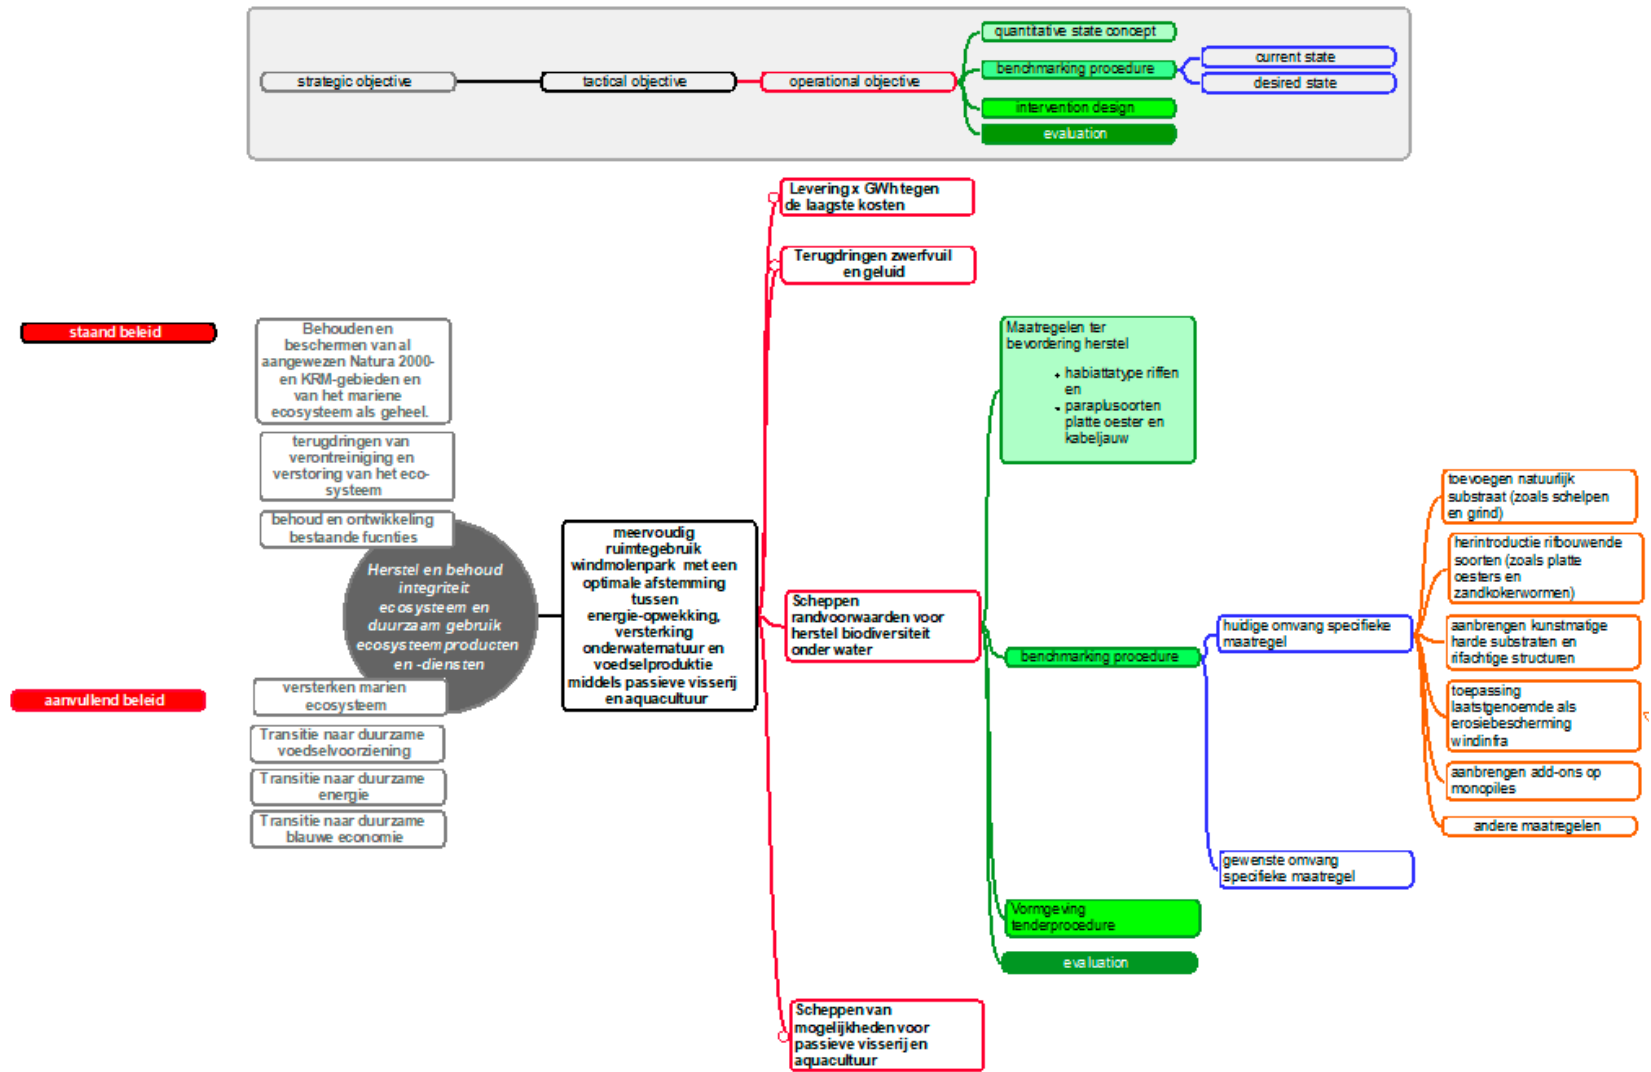 quantitative state concept
strategic objective
tactical objective
operational objective
benchmarking procedure
current state
desired state
intervention design
evaluation
Levering x GWh tegen
de laagste kosten
Terugdringen zwerfvuil
en geluid
staand beleid
Behouden en
beschermen van al
aangewezen Natura 2000-
en KRM-gebieden en
van het mariene
ecosysteem als geheel.
terugdringen van
verontreiniging en
verstoring van het eco-
systeem
behoud en ontwikkeling
bestaande fucnties
Herstel en behoud
integriteit
ecosysteem en
duurzaam gebruik
ecosysteemproducten
en -diensten
aanvullend beleid
versterken marien
ecosysteem
Transitie naar duurzame
voedselvoorziening
Transitie naar duurzame
energie
Transitie naar duurzame
blauwe economie
meervoudig
ruimtegebruik
windmolenpark met een
optimale afstemming
tussen
energie-opwekking,
versterking
onderwaternatuur en
voedselproduktie
middels passieve visserij
en aquacultuur
Scheppen
randvoorwaarden voor
herstel biodiversiteit
onder water
Scheppen van
mogelijkheden voor
passieve visserij en
aquacultuur
Maatregelen ter
bevordering herstel
• habiattatype riffen
en
• paraplusoorten
platte oester en
kabeljauw
benchmarking procedure
Vormgeving
tenderprocedure
evaluation
huidige omvang specifieke
maatregel
gewenste omvang
specifieke maatregel
toevoegen natuurlijk
substraat (zoals schelpen
en grind)
herintroductie rifbouwende
soorten (zoals platte
oesters en
zandkokerwormen)
aanbrengen kunstmatige
harde substraten en
rifachtige structuren
toepassing
laatstgenoemde als
erosiebescherming
windinfra
aanbrengen add-ons op
monopiles
andere maatregelen